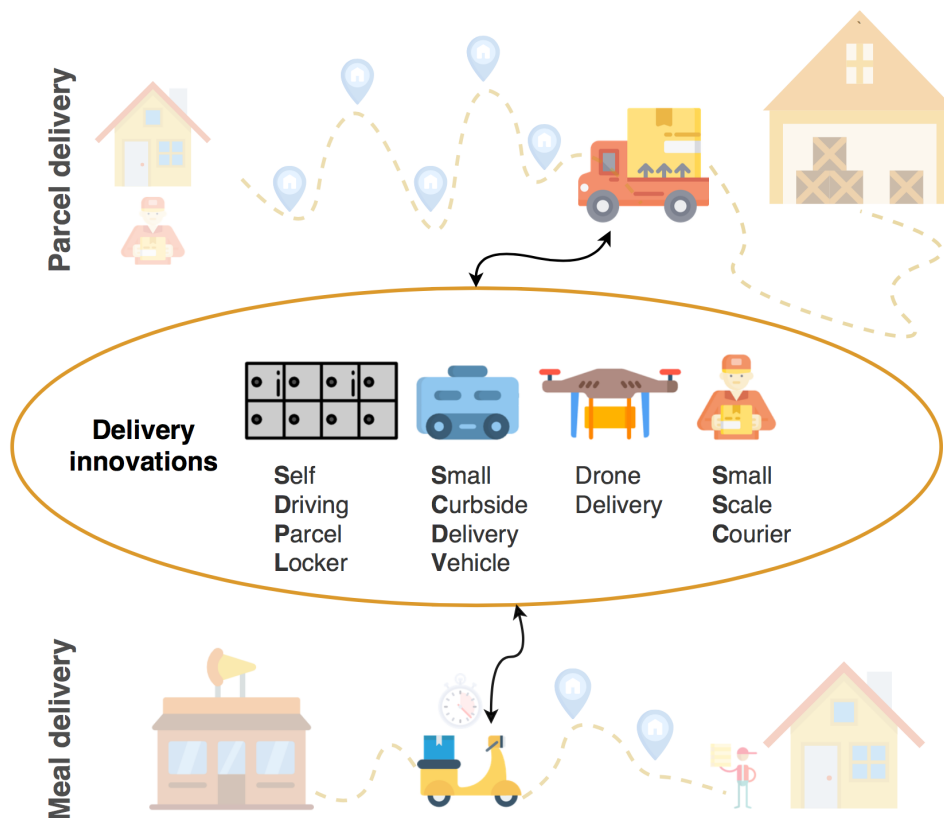 Parcel delivery
Delivery
innovations
Self
Driving
Parcel
Locker
Small
Curbside
Delivery
Vehicle
Drone
Delivery
Small
Scale
Courier
Meal delivery